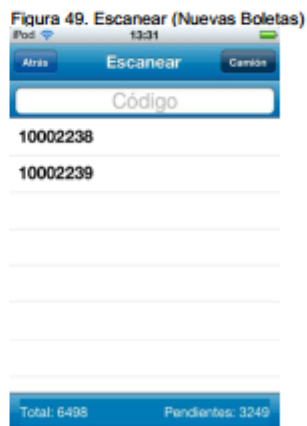 Figura 49. Escanear (Nuevas Boletas)
iPod 13:31
Atrás Escanear Camión
Código
10002238
10002239
Total: 6498 Pendientes: 3249